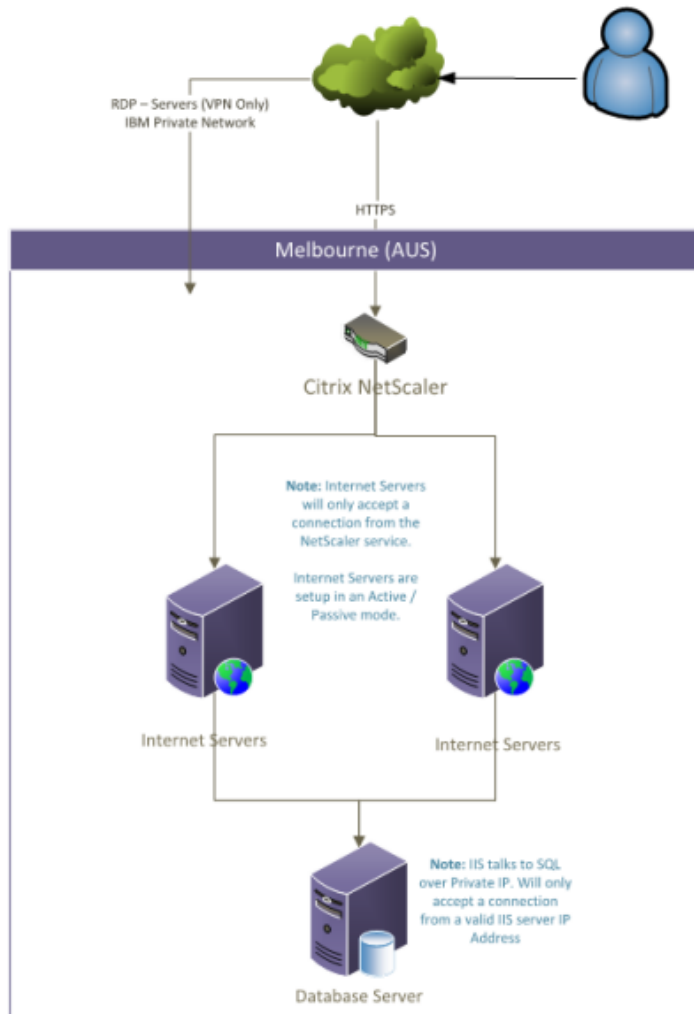 RDP – Servers (VPN Only)
IBM Private Network
HTTPS
Melbourne (AUS)
Citrix NetScaler
Note: Internet Servers
will only accept a
connection from the
NetScaler service.
Internet Servers are
setup in an Active /
Passive mode.
Internet Servers
Internet Servers
Note: IIS talks to SQL
over Private IP. Will only
accept a connection
from a valid IIS server IP
Address
Database Server